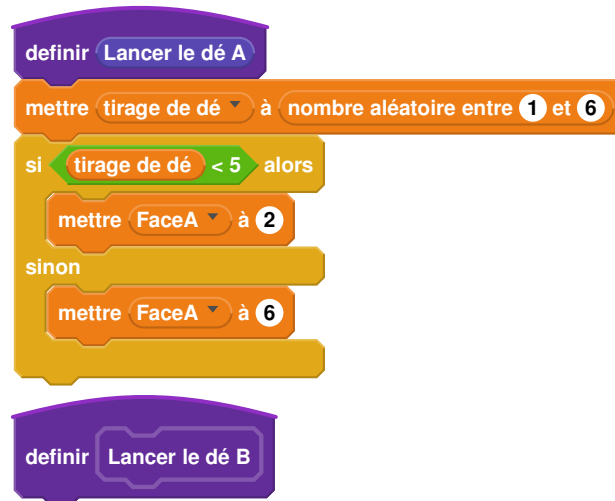 definir Lancer le dé A
mettre tirage de dé à nombre aléatoire entre 1 et 6
si tirage de dé < 5 alors
mettre FaceA à 2
sinon
mettre FaceA à 6
definir Lancer le dé B